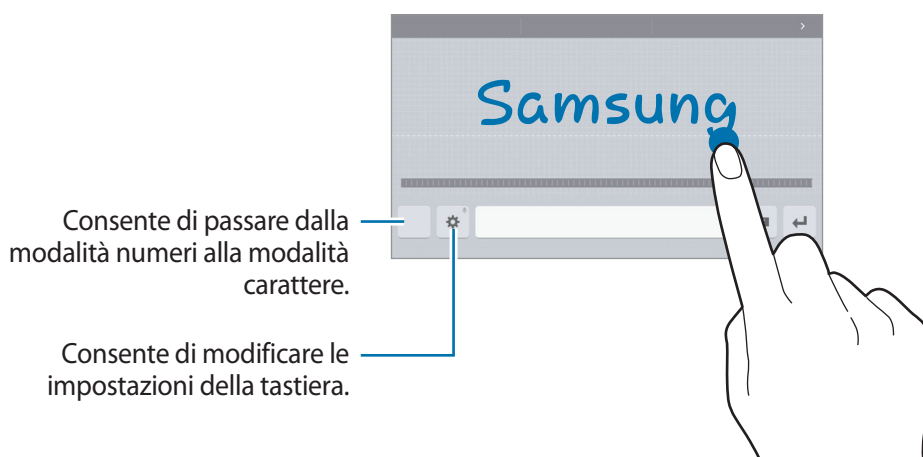 Samsung
Consente di passare dalla
modalità numeri alla modalità
carattere.
Consente di modificare le
impostazioni della tastiera.